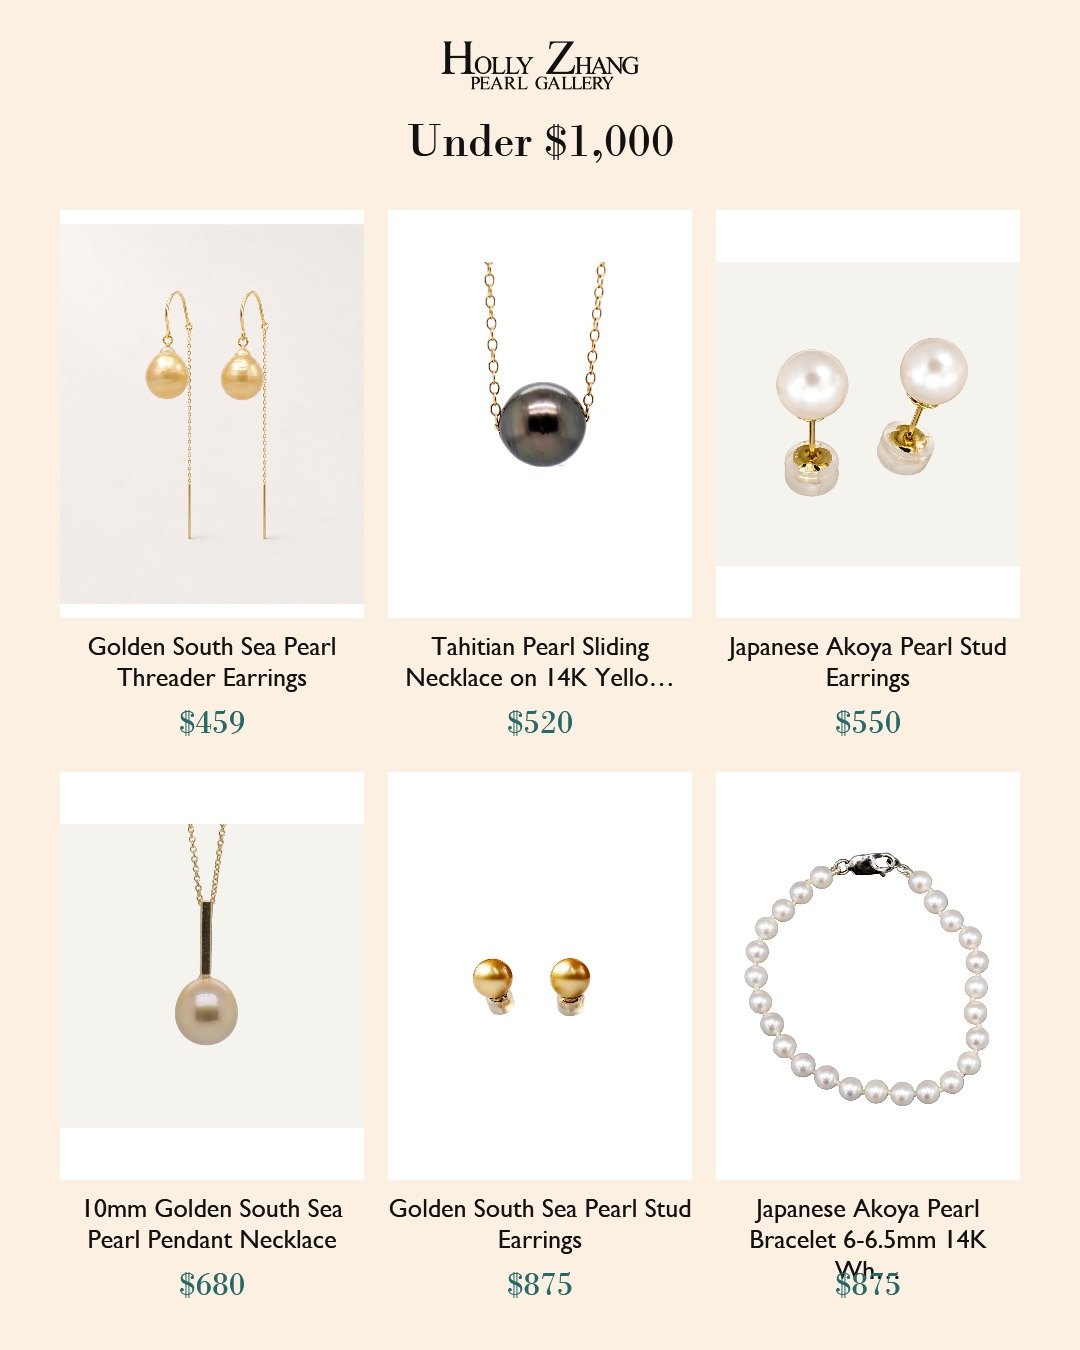 HOLLY ZHANG
PEARL GALLERY
Under $1,000
Golden South Sea Pearl
Threader Earrings
$459
Tahitian Pearl Sliding
Necklace on 14K Yello…
$520
Japanese Akoya Pearl Stud
Earrings
$550
10mm Golden South Sea
Pearl Pendant Necklace
$680
Golden South Sea Pearl Stud
Earrings
$875
Japanese Akoya Pearl
Bracelet 6-6.5mm 14K
Wh…
$875